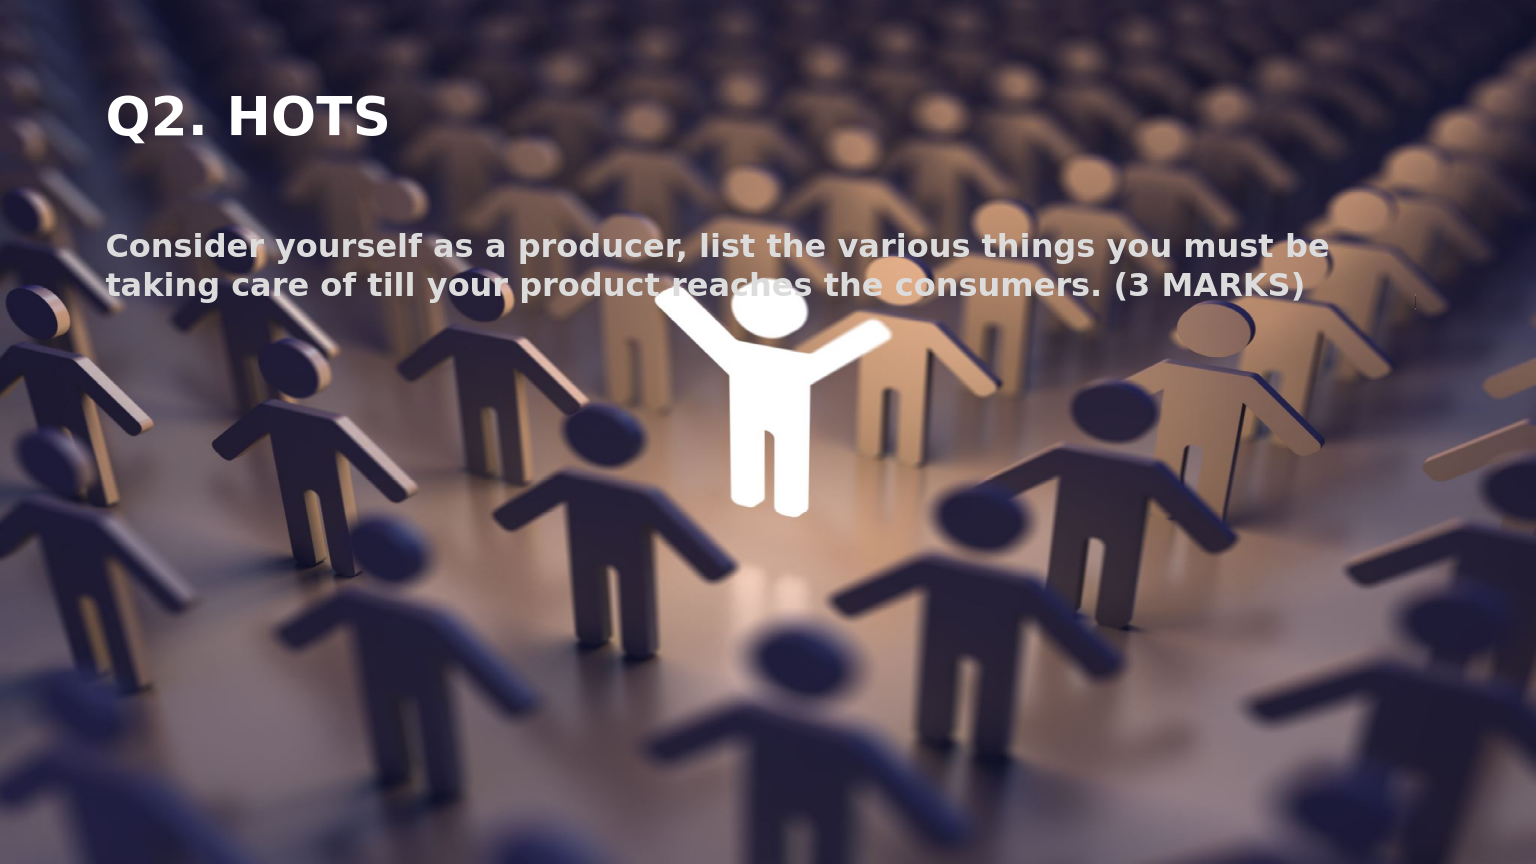 Q2. HOTS
Consider yourself as a producer, list the various things you must be
taking care of till your product reaches the consumers. (3 MARKS)